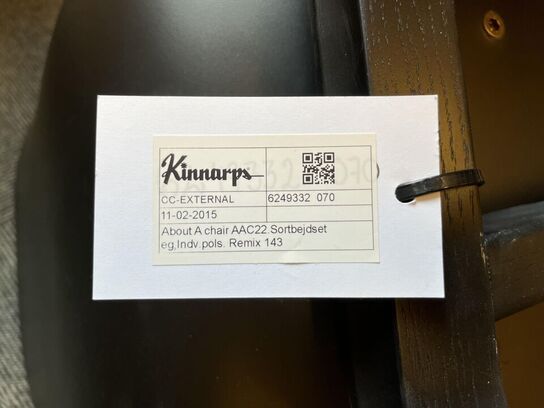 Kinnarps
CC-EXTERNAL 6249332 070
11-02-2015
About A chair AAC22.Sortbejdset
eg,Indv.pols. Remix 143